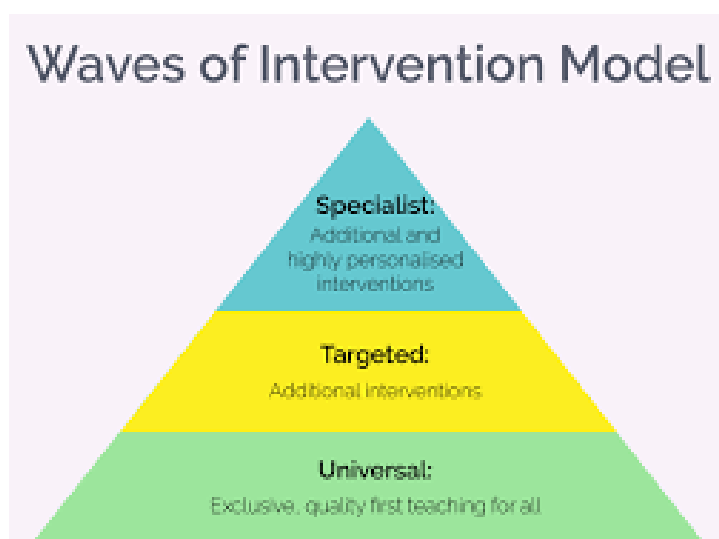 Waves of Intervention Model
Specialist:
Additional and
highly personalised
interventions
Targeted:
Additional interventions
Universal:
Exclusive, quality first teaching for all